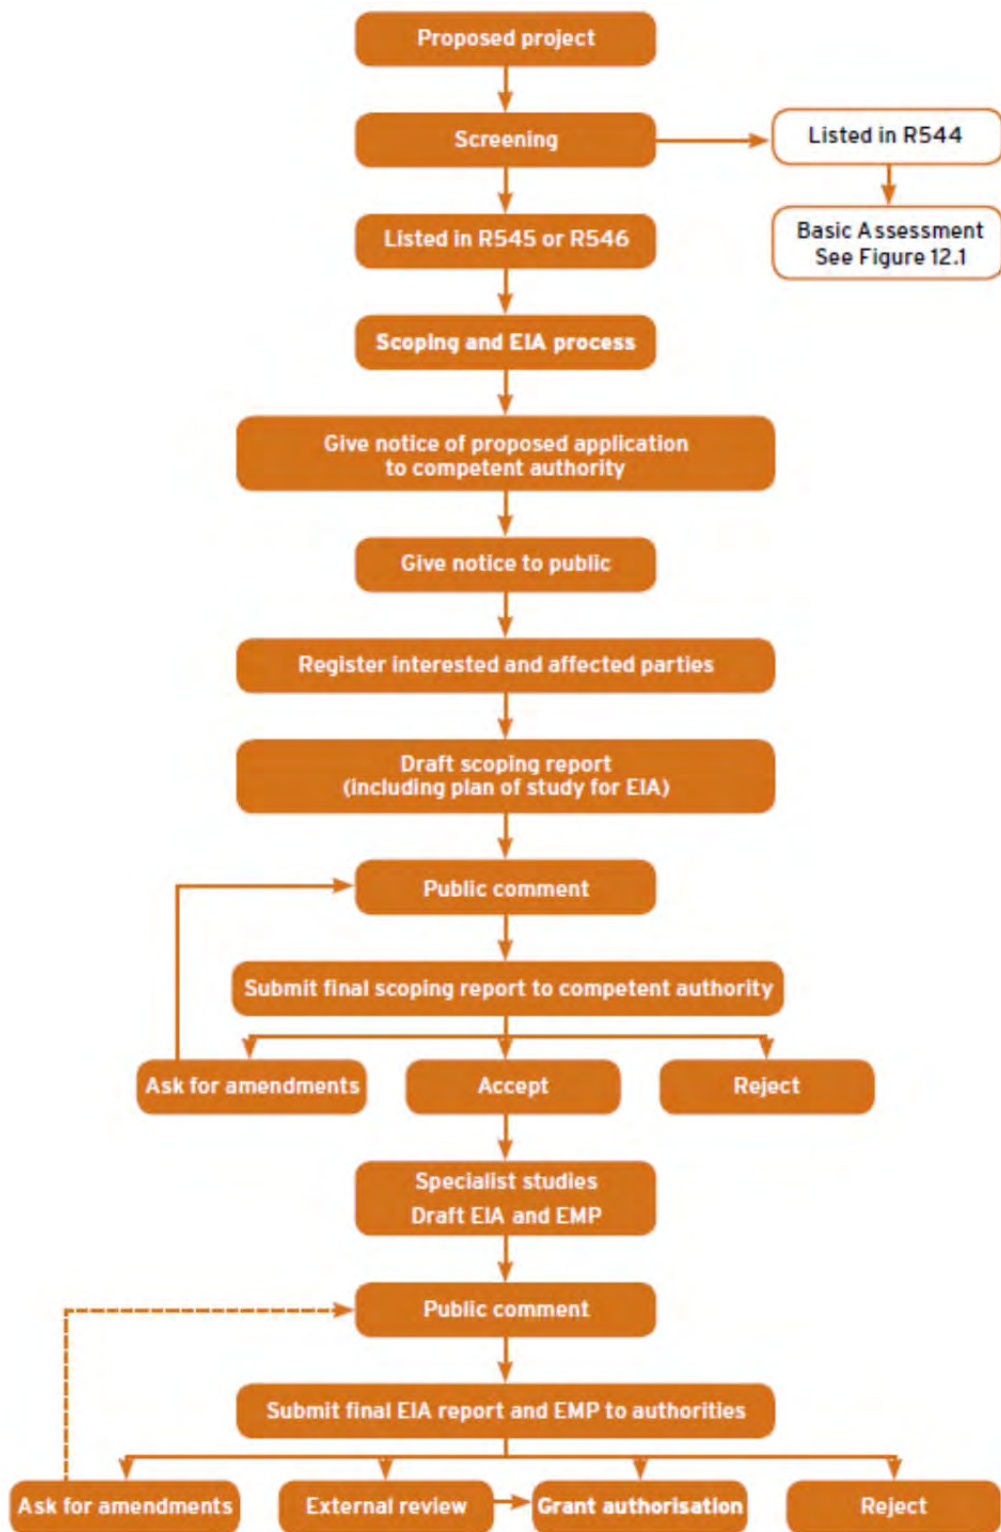 Proposed project
Screening
Listed in R544
Listed in R545 or R546
Basic Assessment
See Figure 12.1
Scoping and EIA process
Give notice of proposed application
to competent authority
Give notice to public
Register interested and affected parties
Draft scoping report
(including plan of study for EIA)
Public comment
Submit final scoping report to competent authority
Ask for amendments
Accept
Reject
Specialist studies
Draft EIA and EMP
Public comment
Submit final EIA report and EMP to authorities
Ask for amendments
External review
Grant authorisation
Reject